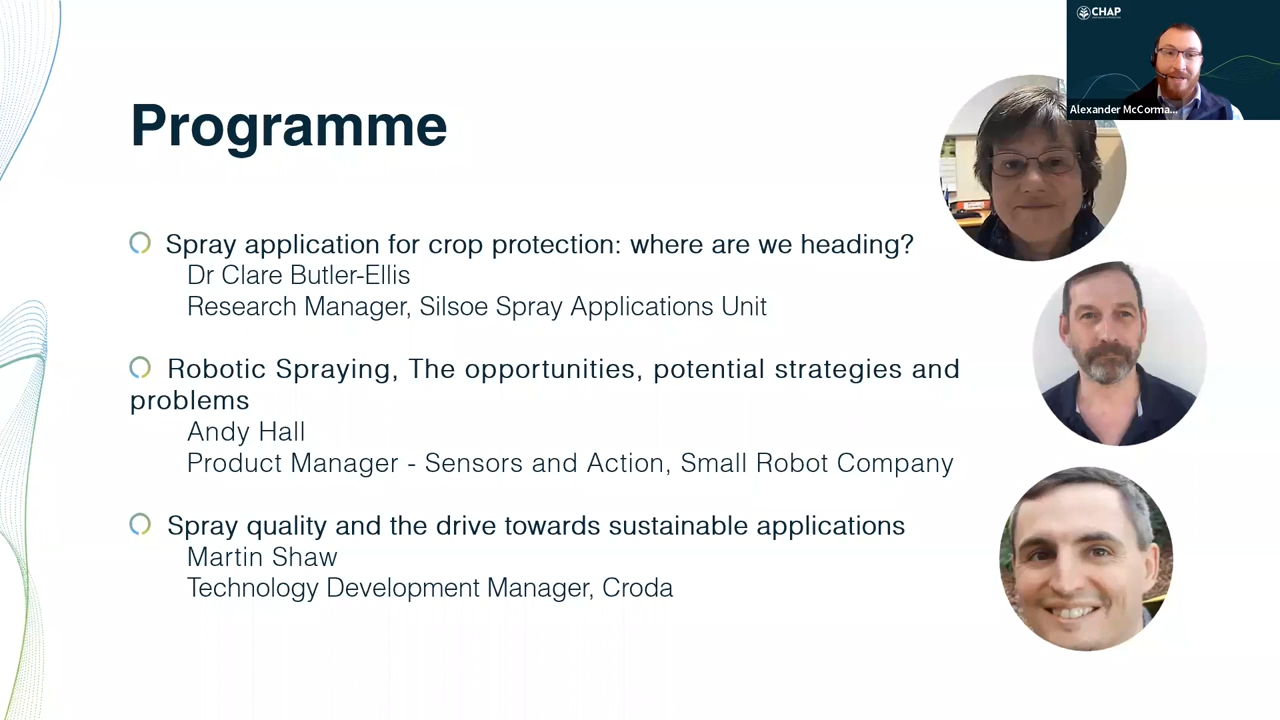 CHAP
Alexander McCorma...
Programme
Spray application for crop protection: where are we heading?
Dr Clare Butler-Ellis
Research Manager, Silsoe Spray Applications Unit
Robotic Spraying, The opportunities, potential strategies and
problems
Andy Hall
Product Manager - Sensors and Action, Small Robot Company
Spray quality and the drive towards sustainable applications
Martin Shaw
Technology Development Manager, Croda